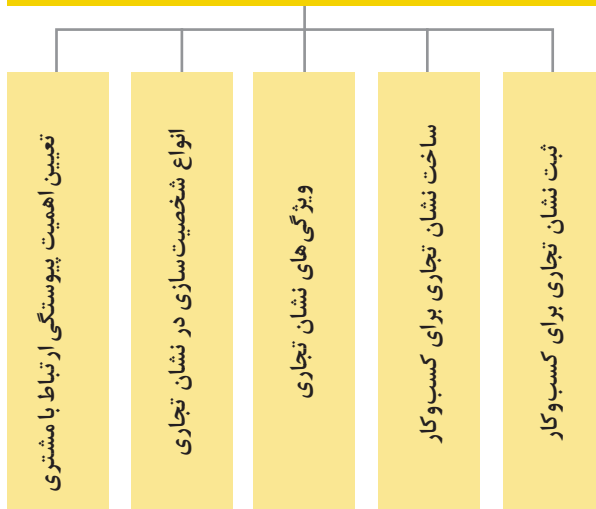 ثبت نشان تجاری برای کسب‌وکار
ساخت نشان تجاری برای کسب‌وکار
ویژگی‌های نشان تجاری
انواع شخصیت‌سازی در نشان تجاری
تعیین اهمیت پیوستگی ارتباط با مشتری